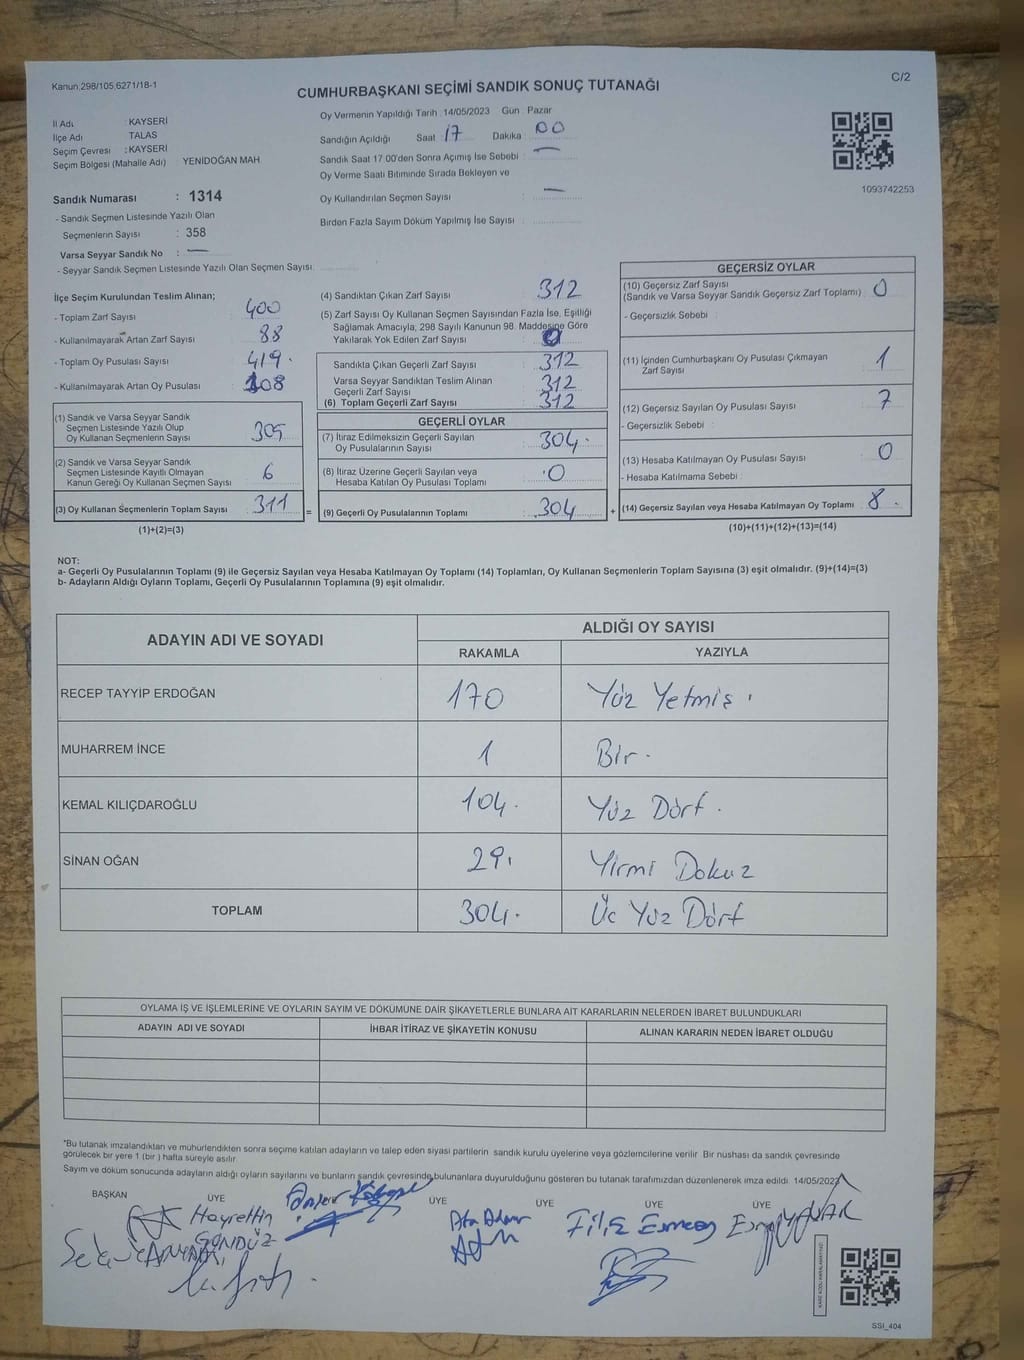 Kanun:298/105,6271/18-1
CUMHURBAŞKANI SEÇİMİ SANDIK SONUÇ TUTANAĞI
C/2
İl Adı : KAYSERİ
İlçe Adı : TALAS
Seçim Çevresi : KAYSERİ
Seçim Bölgesi (Mahalle Adı) : YENİDOĞAN MAH.
Sandık Numarası : 1314
- Sandık Seçmen Listesinde Yazılı Olan
Seçmenlerin Sayısı : 358
Varsa Seyyar Sandık No : —
- Seyyar Sandık Seçmen Listesinde Yazılı Olan Seçmen Sayısı:
Oy Vermenin Yapıldığı Tarih 14/05/2023 Gün Pazar
Sandığın Açıldığı Saat 17 Dakika 00
Sandık Saat 17 00'den Sonra Açımış İse Sebebi : —
Oy Verme Saati Bitiminde Sırada Bekleyen ve
Oy Kullandırılan Seçmen Sayısı : —
Birden Fazla Sayım Döküm Yapılmış İse Sayısı :
1093742253
İlçe Seçim Kurulundan Teslim Alınan;
- Toplam Zarf Sayısı : 400
- Kullanılmayarak Artan Zarf Sayısı : 88
- Toplam Oy Pusulası Sayısı : 419.
- Kullanılmayarak Artan Oy Pusulası : 108
(1) Sandık ve Varsa Seyyar Sandık
Seçmen Listesinde Yazılı Olup
Oy Kullanan Seçmenlerin Sayısı : 305
(2) Sandık ve Varsa Seyyar Sandık
Seçmen Listesinde Kayıtlı Olmayan
Kanun Gereği Oy Kullanan Seçmen Sayısı : 6
(3) Oy Kullanan Seçmenlerin Toplam Sayısı : 311
(1)+(2)=(3)
(4) Sandıktan Çıkan Zarf Sayısı : 312
(5) Zarf Sayısı Oy Kullanan Seçmen Sayısından Fazla İse, Eşitliği
Sağlamak Amacıyla, 298 Sayılı Kanunun 98. Maddesine Göre
Yakılarak Yok Edilen Zarf Sayısı : 0
Sandıkta Çıkan Geçerli Zarf Sayısı : 312
Varsa Seyyar Sandıktan Teslim Alınan
Geçerli Zarf Sayısı : 312
(6) Toplam Geçerli Zarf Sayısı : 312
GEÇERLİ OYLAR
(7) İtiraz Edilmeksizin Geçerli Sayılan
Oy Pusulalarının Sayısı : 304.
(8) İtiraz Üzerine Geçerli Sayılan veya
Hesaba Katılan Oy Pusulası Toplamı : 0
= (9) Geçerli Oy Pusulalarının Toplamı : 304
GEÇERSİZ OYLAR
(10) Geçersiz Zarf Sayısı
(Sandık ve Varsa Seyyar Sandık Geçersiz Zarf Toplamı) : 0
- Geçersizlik Sebebi :
(11) İçinden Cumhurbaşkanı Oy Pusulası Çıkmayan
Zarf Sayısı : 1
(12) Geçersiz Sayılan Oy Pusulası Sayısı : 7
- Geçersizlik Sebebi :
(13) Hesaba Katılmayan Oy Pusulası Sayısı : 0
- Hesaba Katılmama Sebebi :
+ (14) Geçersiz Sayılan veya Hesaba Katılmayan Oy Toplamı : 8.
(10)+(11)+(12)+(13)=(14)
NOT:
a- Geçerli Oy Pusulalarının Toplamı (9) ile Geçersiz Sayılan veya Hesaba Katılmayan Oy Toplamı (14) Toplamları, Oy Kullanan Seçmenlerin Toplam Sayısına (3) eşit olmalıdır. (9)+(14)=(3)
b- Adayların Aldığı Oyların Toplamı, Geçerli Oy Pusulalarının Toplamına (9) eşit olmalıdır.
ADAYIN ADI VE SOYADI
ALDIĞI OY SAYISI
RAKAMLA YAZIYLA
RECEP TAYYİP ERDOĞAN 170 Yüz Yetmiş.
MUHARREM İNCE 1 Bir.
KEMAL KILIÇDAROĞLU 104. Yüz Dört.
SİNAN OĞAN 29. Yirmi Dokuz
TOPLAM 304. Üç Yüz Dört
OYLAMA İŞ VE İŞLEMLERİNE VE OYLARIN SAYIM VE DÖKÜMÜNE DAİR ŞİKAYETLERLE BUNLARA AİT KARARLARIN NELERDEN İBARET BULUNDUKLARI
ADAYIN ADI VE SOYADI İHBAR İTİRAZ VE ŞİKAYETİN KONUSU ALINAN KARARIN NEDEN İBARET OLDUĞU
*Bu tutanak imzalandıktan ve mühürlendikten sonra seçime katılan adayların ve talep eden siyasi partilerin sandık kurulu üyelerine veya gözlemcilerine verilir. Bir nüshası da sandık çevresinde
görülecek bir yere 1 (bir ) hafta süreyle asılır.
Sayım ve döküm sonucunda adayların aldığı oyların sayılarını ve bunların sandık çevresinde bulunanlara duyurulduğunu gösteren bu tutanak tarafımızdan düzenlenerek imza edildi. 14/05/2023
BAŞKAN ÜYE ÜYE ÜYE ÜYE ÜYE
Hayrettin
GÜNDÜZ
Filiz
SSI_404